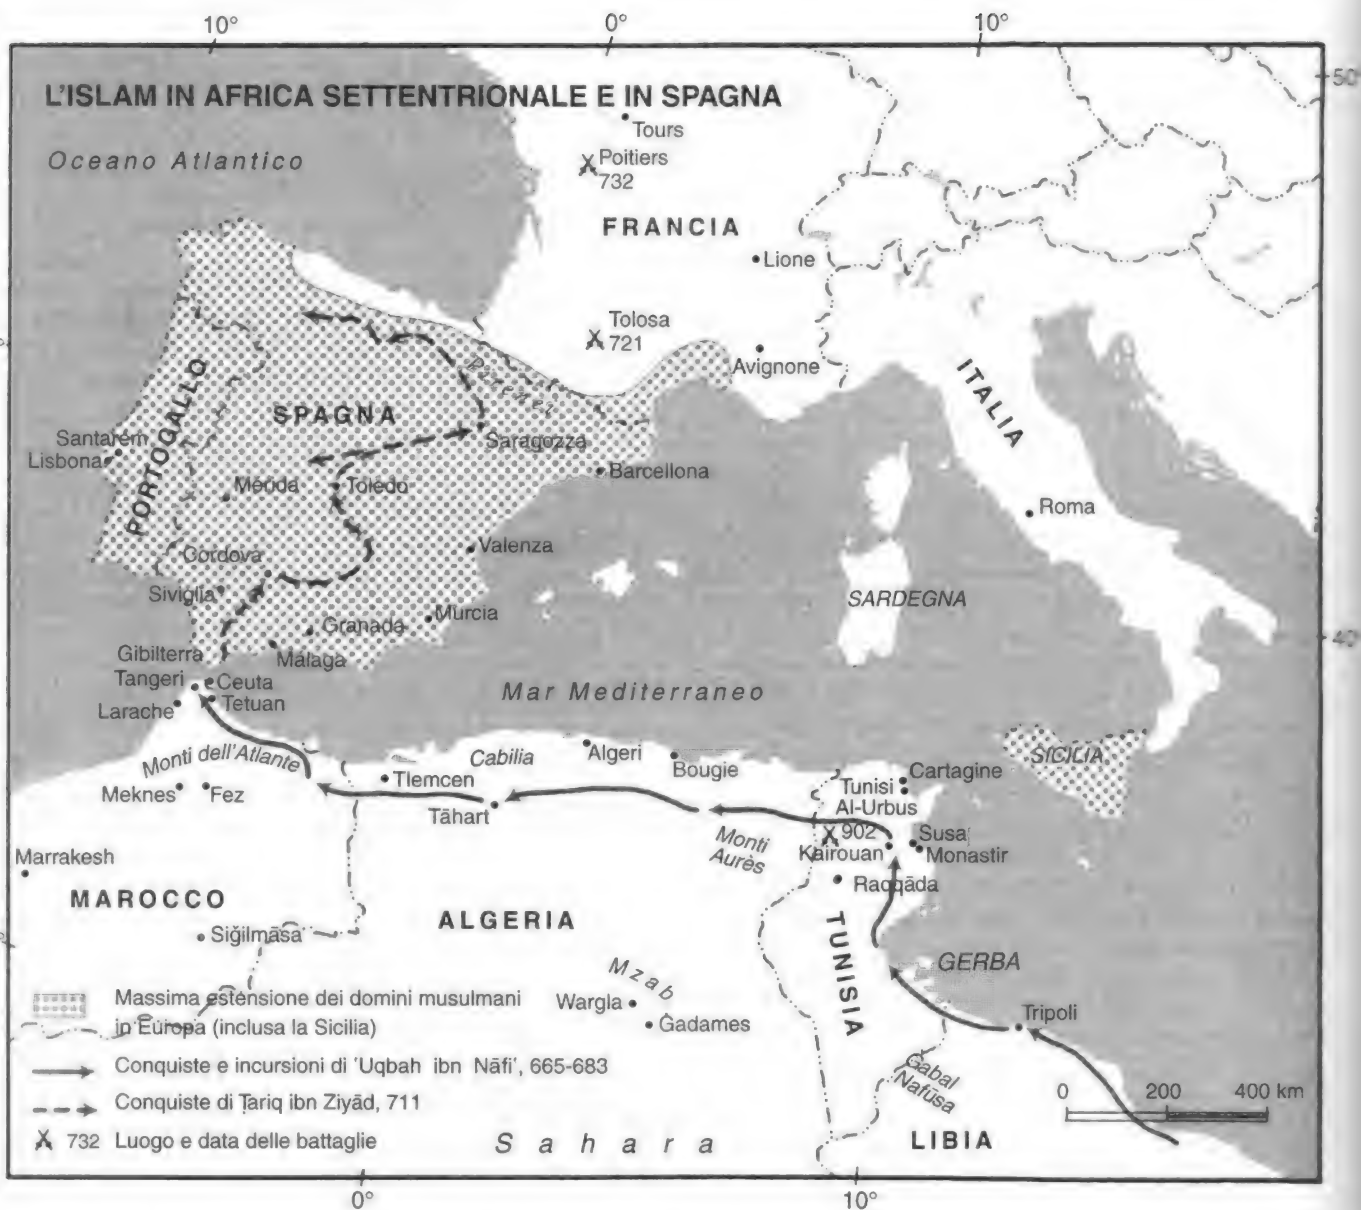 10°
0°
10°
50°
L'ISLAM IN AFRICA SETTENTRIONALE E IN SPAGNA
Tours
Oceano Atlantico
Poitiers
732
FRANCIA
Lione
Tolosa
721
Avignone
Pirenei
ITALIA
PORTOGALLO
SPAGNA
Santarém
Lisbona
Saragozza
Barcellona
Mérida
Toledo
Roma
Cordova
Valenza
Siviglia
SARDEGNA
Murcia
Granada
40°
Gibilterra
Málaga
Tangeri
Ceuta
Tetuan
Larache
Mar Mediterraneo
Monti dell'Atlante
Cabilia
Algeri
Bougie
SICILIA
Cartagine
Tunisi
Meknes
Fez
Tlemcen
Al-Urbus
902
Tāhart
Monti
Aurès
Susa
Kairouan
Monastir
Marrakesh
Raqqāda
MAROCCO
ALGERIA
TUNISIA
Siğilmāsa
GERBA
Mzab
Wargla
Gadames
Tripoli
Massima estensione dei domini musulmani
in Europa (inclusa la Sicilia)
Conquiste e incursioni di 'Uqbah ibn Nāfi', 665-683
Gabal
Nafūsa
0 200 400 km
Conquiste di Ṭariq ibn Ziyād, 711
732 Luogo e data delle battaglie
Sahara
LIBIA
0°
10°